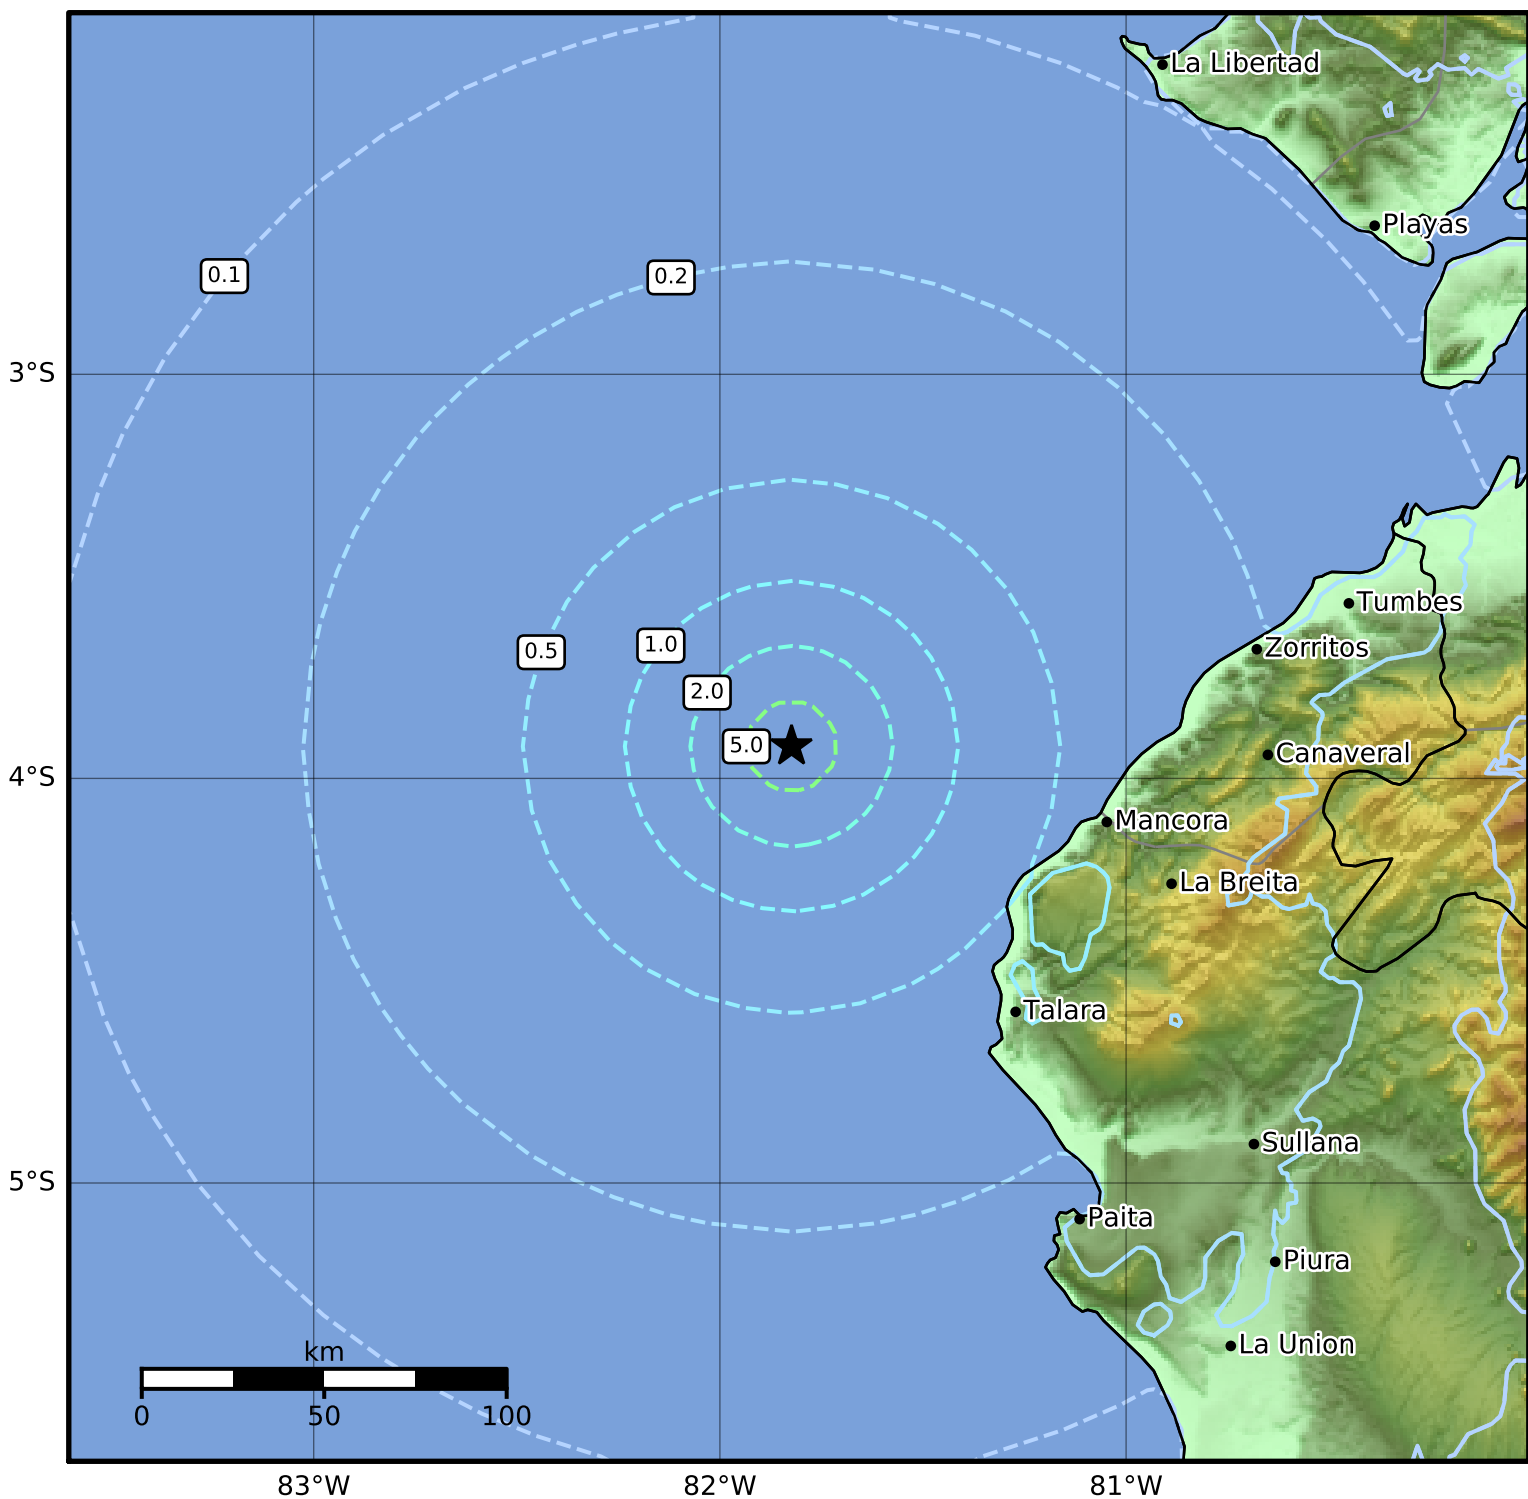 La Libertad
Playas
0.1
0.2
3°S
Tumbes
0.5
1.0
Zorritos
2.0
5.0
Canaveral
4°S
Mancora
La Breita
Talara
Sullana
5°S
Paita
Piura
La Union
km
0 50 100
83°W 82°W 81°W